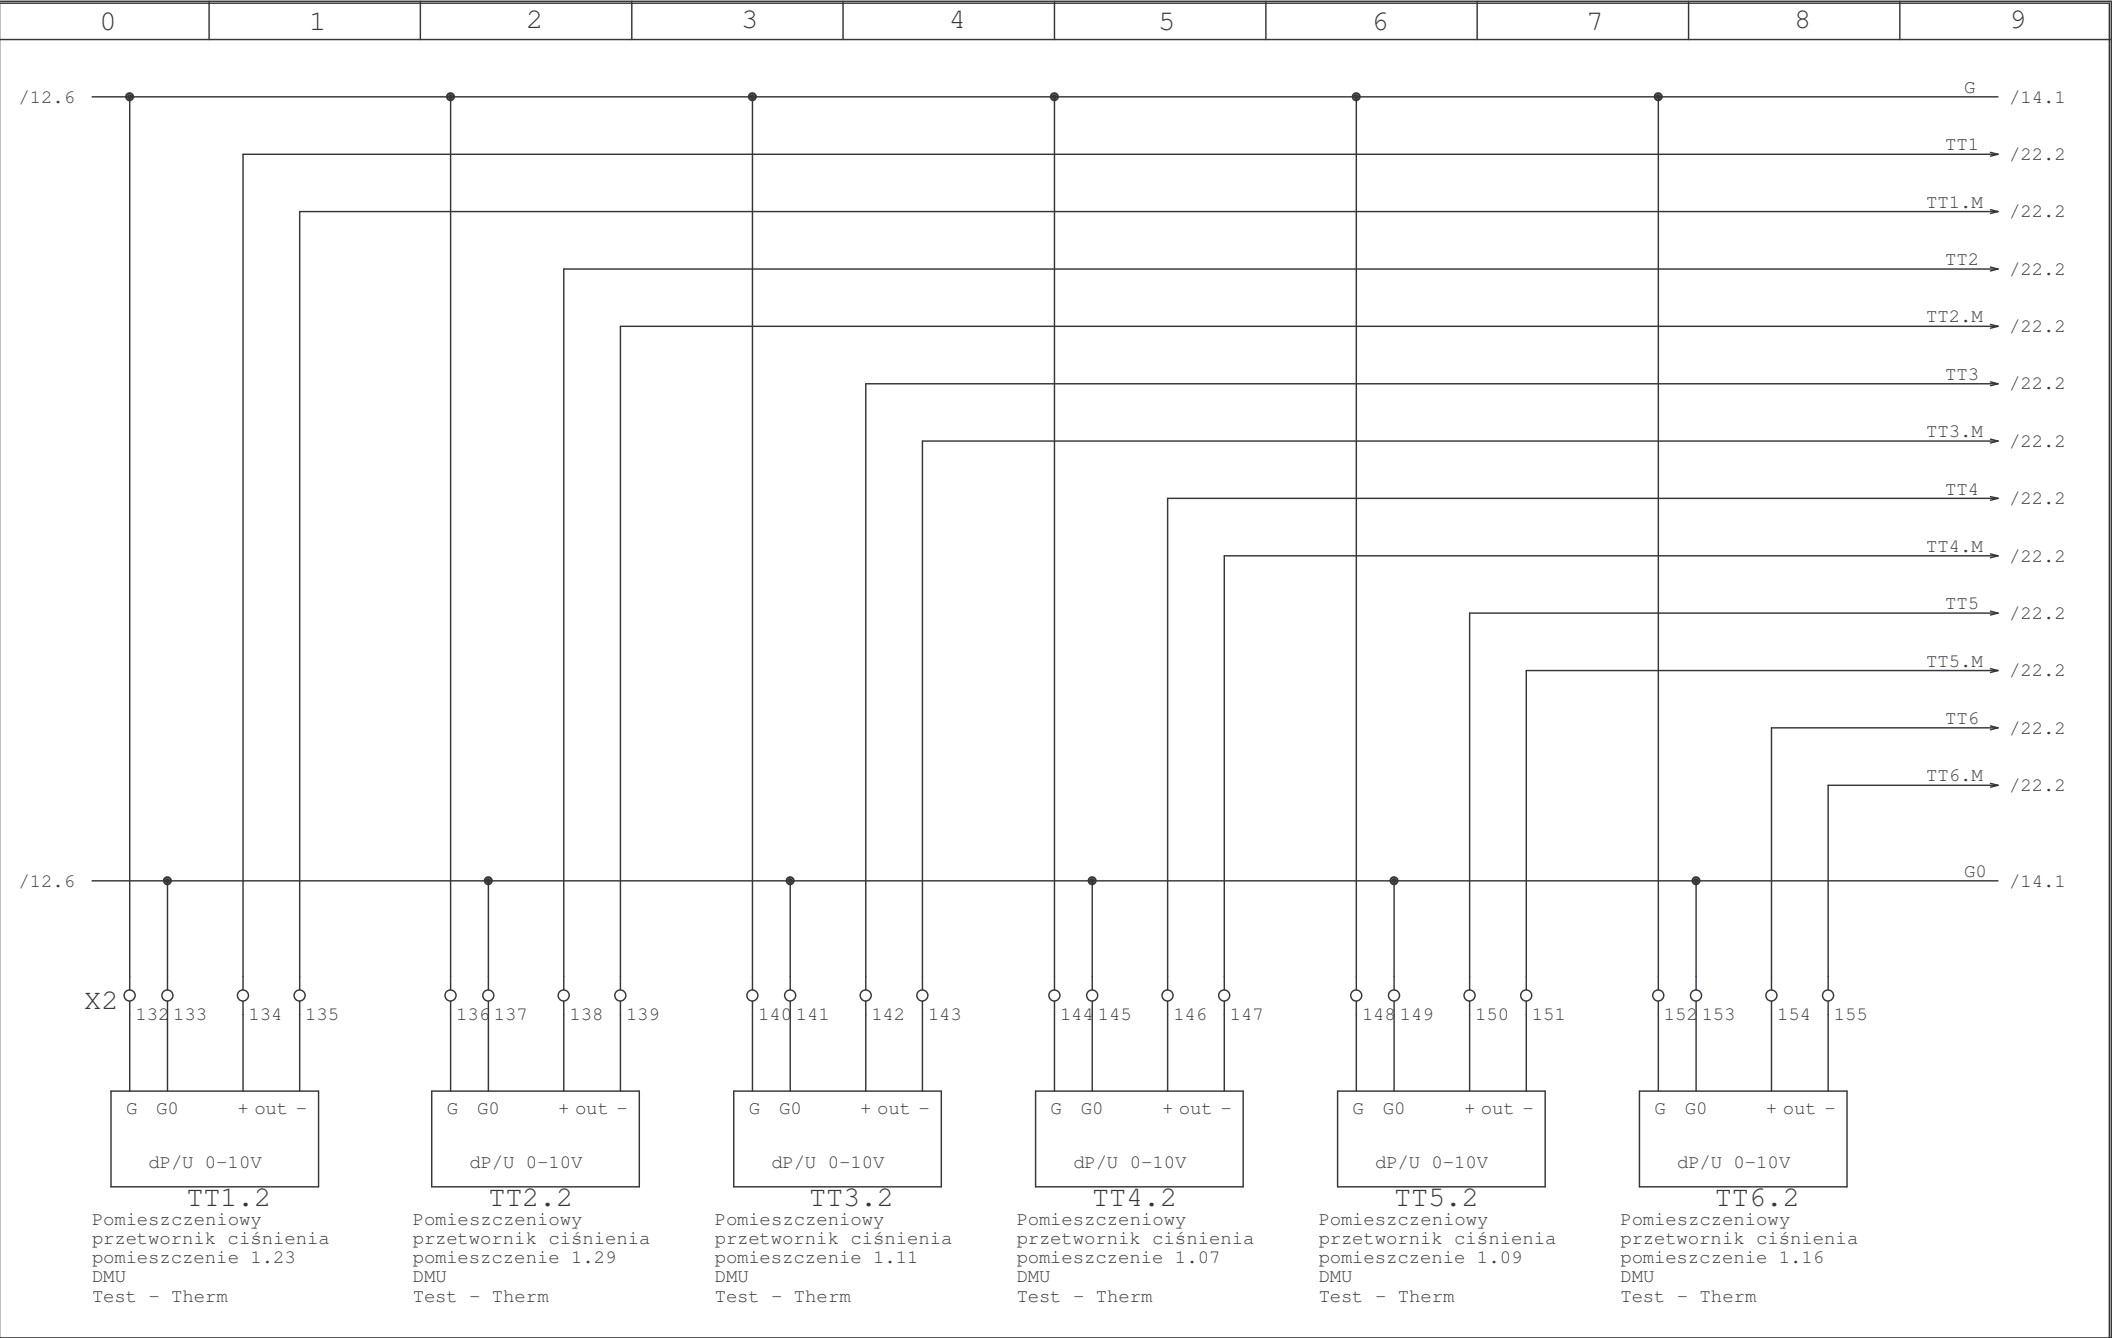 0 1 2 3 4 5 6 7 8 9
/12.6 G /14.1
TT1 /22.2
TT1.M /22.2
TT2 /22.2
TT2.M /22.2
TT3 /22.2
TT3.M /22.2
TT4 /22.2
TT4.M /22.2
TT5 /22.2
TT5.M /22.2
TT6 /22.2
TT6.M /22.2
/12.6 G0 /14.1
X2 132 133 134 135 136 137 138 139 140 141 142 143 144 145 146 147 148 149 150 151 152 153 154 155
G G0 + out - G G0 + out - G G0 + out - G G0 + out - G G0 + out - G G0 + out -
dP/U 0-10V dP/U 0-10V dP/U 0-10V dP/U 0-10V dP/U 0-10V dP/U 0-10V
TT1.2
Pomieszczeniowy
przetwornik ciśnienia
pomieszczenie 1.23
DMU
Test - Therm
TT2.2
Pomieszczeniowy
przetwornik ciśnienia
pomieszczenie 1.29
DMU
Test - Therm
TT3.2
Pomieszczeniowy
przetwornik ciśnienia
pomieszczenie 1.11
DMU
Test - Therm
TT4.2
Pomieszczeniowy
przetwornik ciśnienia
pomieszczenie 1.07
DMU
Test - Therm
TT5.2
Pomieszczeniowy
przetwornik ciśnienia
pomieszczenie 1.09
DMU
Test - Therm
TT6.2
Pomieszczeniowy
przetwornik ciśnienia
pomieszczenie 1.16
DMU
Test - Therm